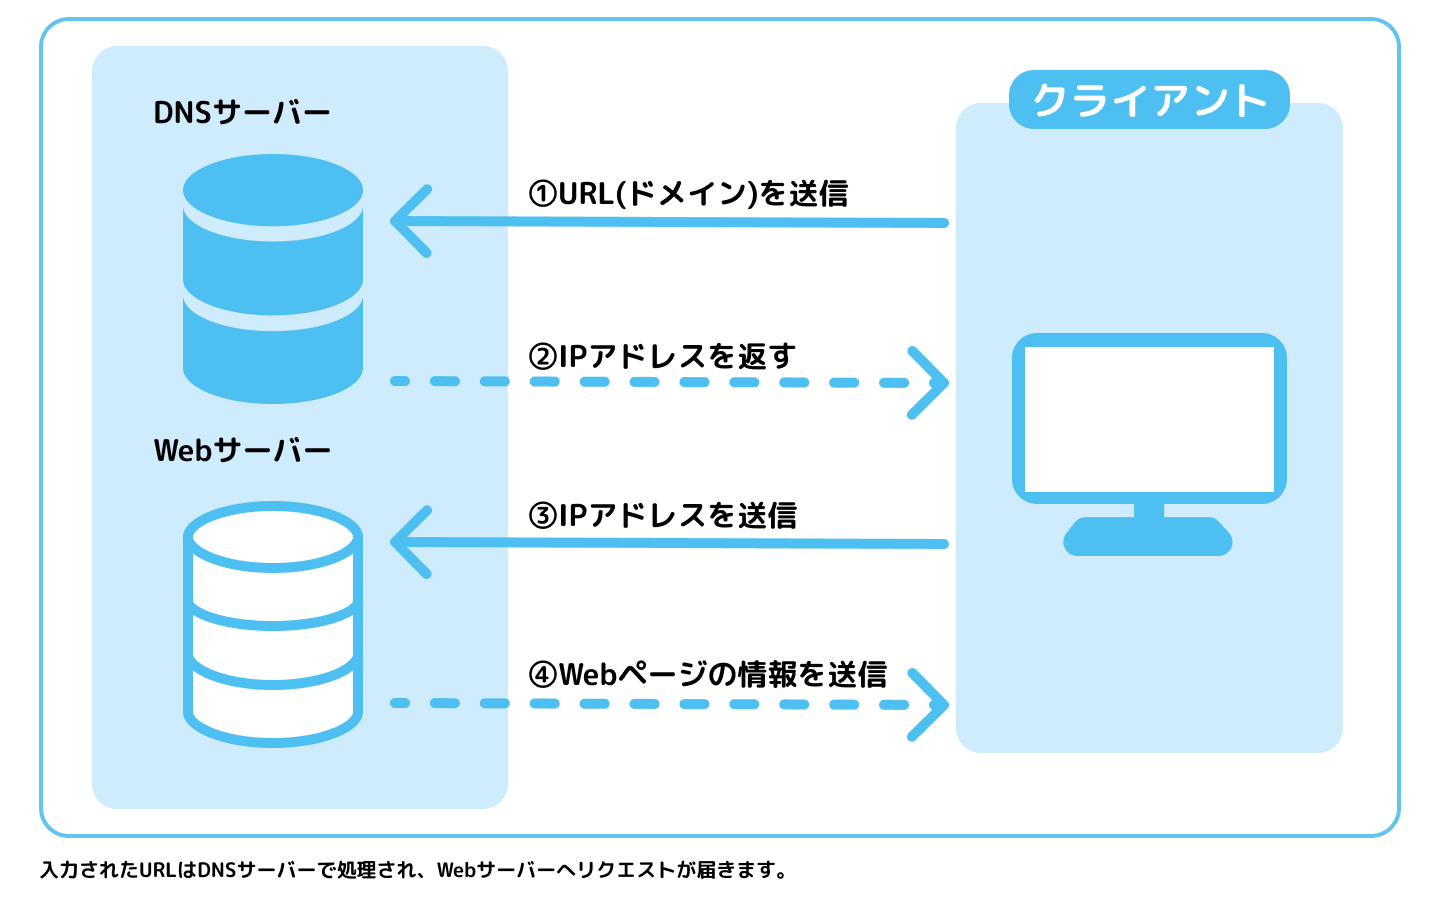 クライアント
DNSサーバー
①URL(ドメイン)を送信
②IPアドレスを返す
Webサーバー
③IPアドレスを送信
④Webページの情報を送信
入力されたURLはDNSサーバーで処理され、Webサーバーへリクエストが届きます。